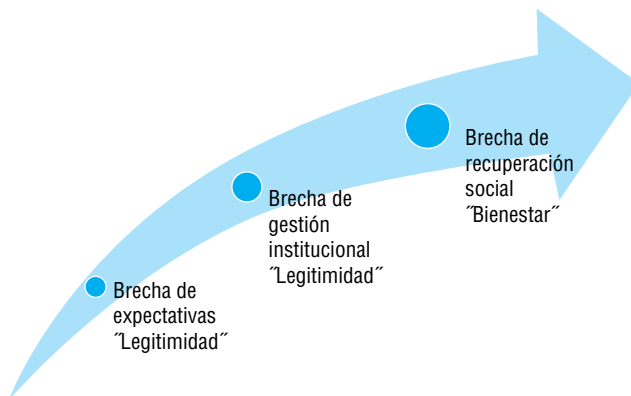 Brecha de
recuperación
social
˝Bienestar˝
Brecha de
gestión
institucional
˝Legitimidad˝
Brecha de
expectativas
˝Legitimidad˝